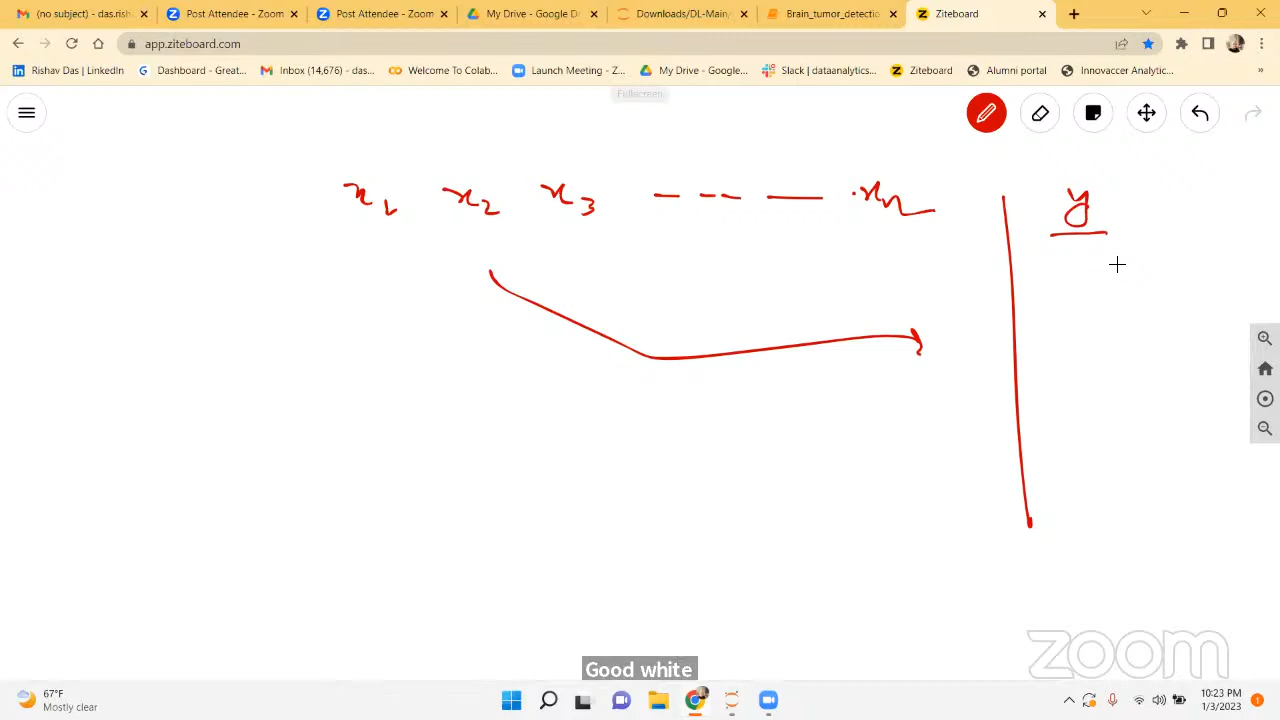 (no subject) - das.rish
Post Attendee - Zoom
Post Attendee - Zoom
My Drive - Google D
Downloads/DL-Main/
Brain_tumor_detectio
Ziteboard
app.ziteboard.com
Rishav Das | LinkedIn
Dashboard - Great...
Inbox (14,676) - das...
Welcome To Colab...
Launch Meeting - Z...
My Drive - Google...
Slack | dataanalytics...
Ziteboard
Alumni portal
Innovaccer Analytic...
»
Fullscreen
x1 x2 x3 -- -- — .xn y
zoom
Good white
67°F
Mostly clear
10:23 PM
1/3/2023
1